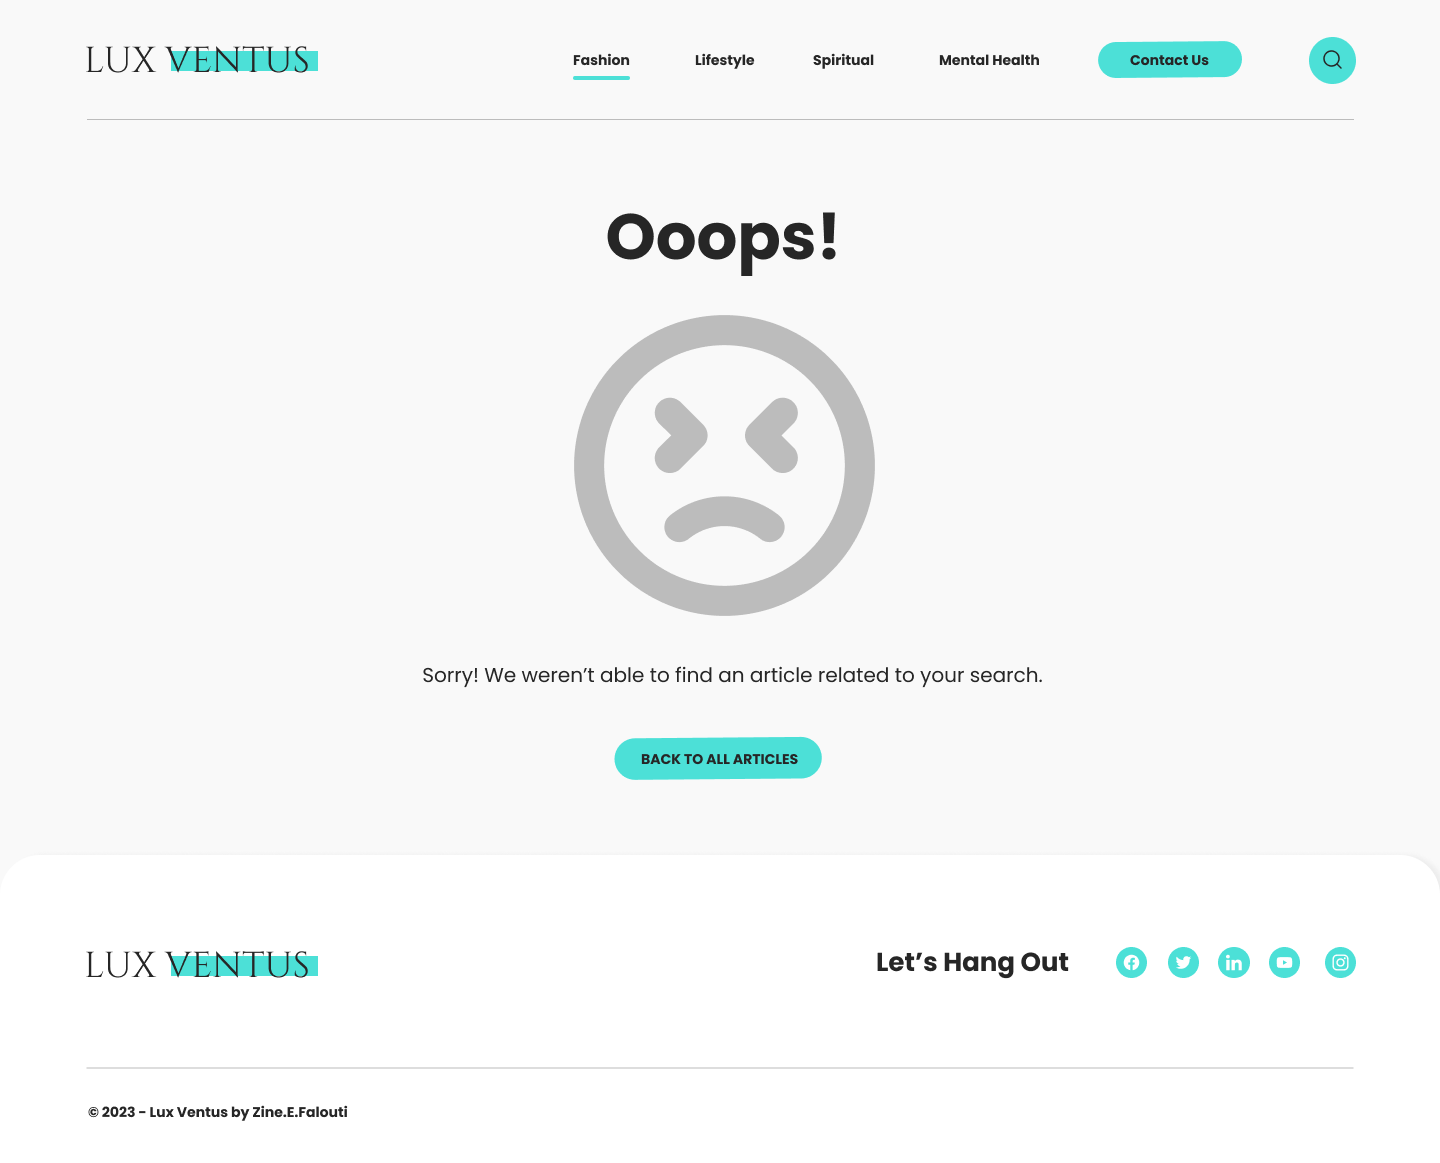 LUX VENTUS
Fashion
Lifestyle
Spiritual
Mental Health
Contact Us
Ooops!
Sorry! We weren’t able to find an article related to your search.
BACK TO ALL ARTICLES
LUX VENTUS
Let’s Hang Out
© 2023 - Lux Ventus by Zine.E.Falouti